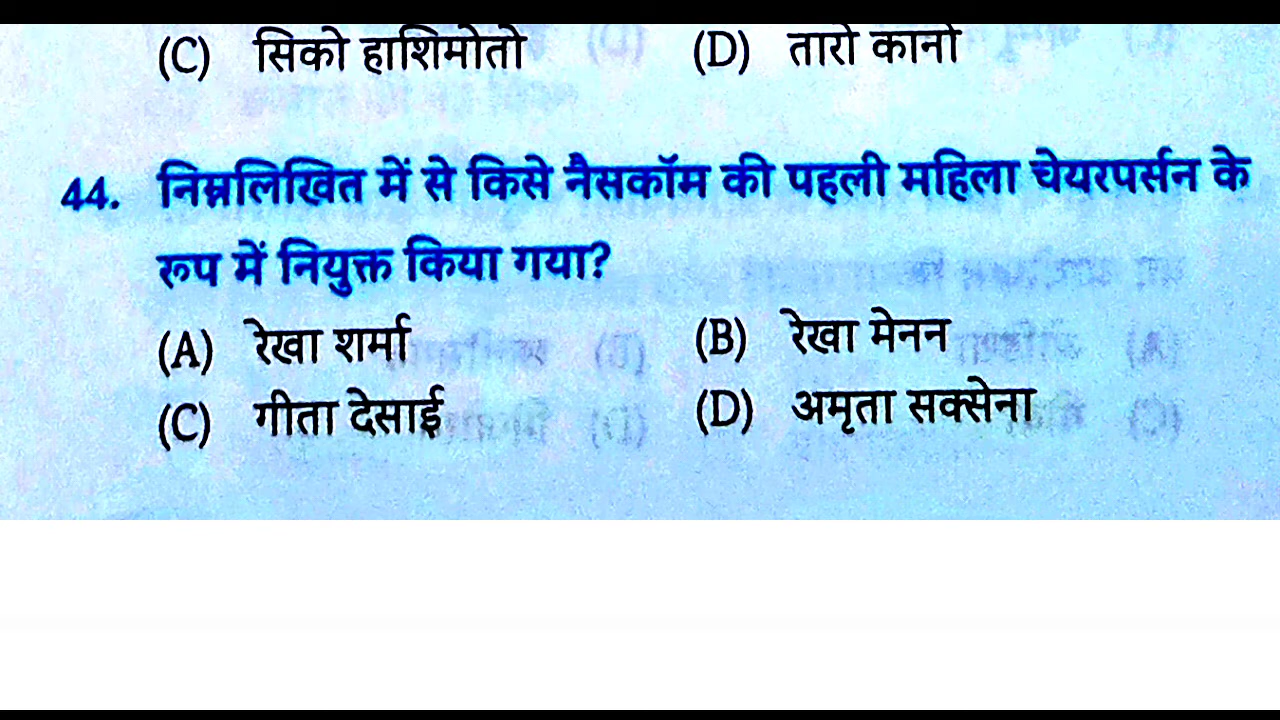 (C) सिको हाशिमोतो (D) तारो कानो
44. निम्नलिखित में से किसे नैसकॉम की पहली महिला चेयरपर्सन के
रूप में नियुक्त किया गया?
(A) रेखा शर्मा (B) रेखा मेनन
(C) गीता देसाई (D) अमृता सक्सेना